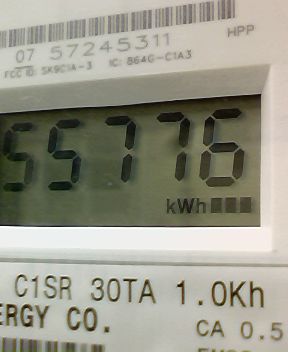 07 57245311
HPP
FCC ID: SK9C1A-3 IC: 864G-C1A3
55776
kWh
C1SR 30TA 1.0Kh
ERGY CO.
CA 0.5